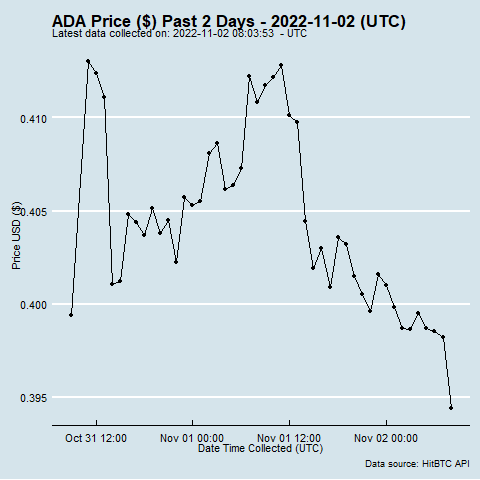 ADA Price ($) Past 2 Days - 2022-11-02 (UTC)
Latest data collected on: 2022-11-02 08:03:53  - UTC
0.410
0.405
0.400
0.395
Price USD ($)
Oct 31 12:00
Nov 01 00:00
Nov 01 12:00
Nov 02 00:00
Date Time Collected (UTC)
Data source: HitBTC API